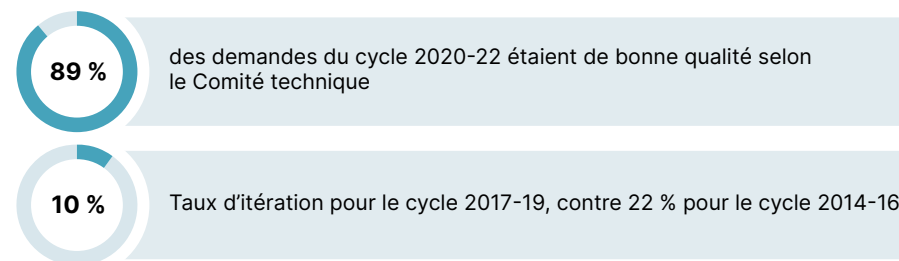 89 %
des demandes du cycle 2020-22 étaient de bonne qualité selon
le Comité technique
10 %
Taux d’itération pour le cycle 2017-19, contre 22 % pour le cycle 2014-16